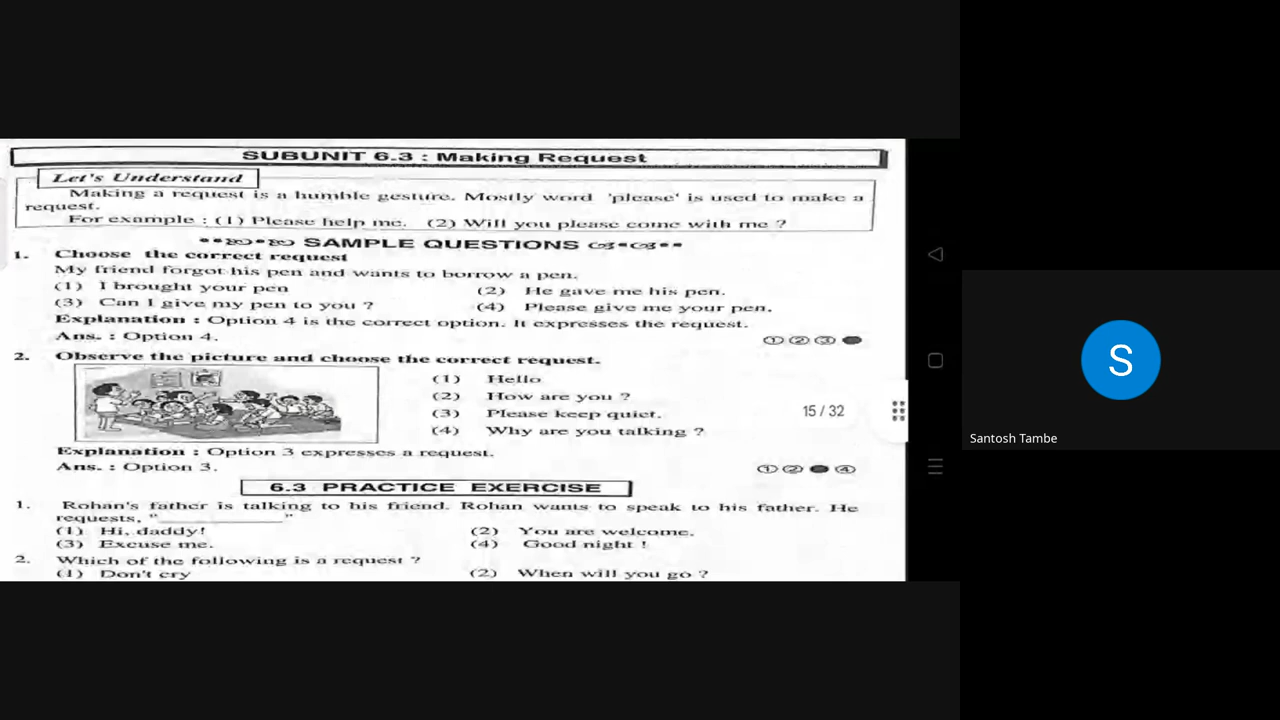 SUBUNIT 6.3 : Making Request
Let's Understand
Making a request is a humble gesture. Mostly word 'please' is used to make a
request.
For example : (1) Please help me. (2) Will you please come with me ?
SAMPLE QUESTIONS
1. Choose the correct request
My friend forgot his pen and wants to borrow a pen.
(1) I brought your pen (2) He gave me his pen.
(3) Can I give my pen to you ? (4) Please give me your pen.
Explanation : Option 4 is the correct option. It expresses the request.
Ans. : Option 4. ① ② ③ ●
2. Observe the picture and choose the correct request.
(1) Hello
(2) How are you ?
(3) Please keep quiet.
(4) Why are you talking ?
15 / 32
Explanation : Option 3 expresses a request.
Ans. : Option 3. ① ② ● ④
6.3 PRACTICE EXERCISE
1. Rohan's father is talking to his friend. Rohan wants to speak to his father. He
requests, "____________"
(1) Hi, daddy! (2) You are welcome.
(3) Excuse me. (4) Good night !
2. Which of the following is a request ?
(1) Don't cry (2) When will you go ?
S
Santosh Tambe